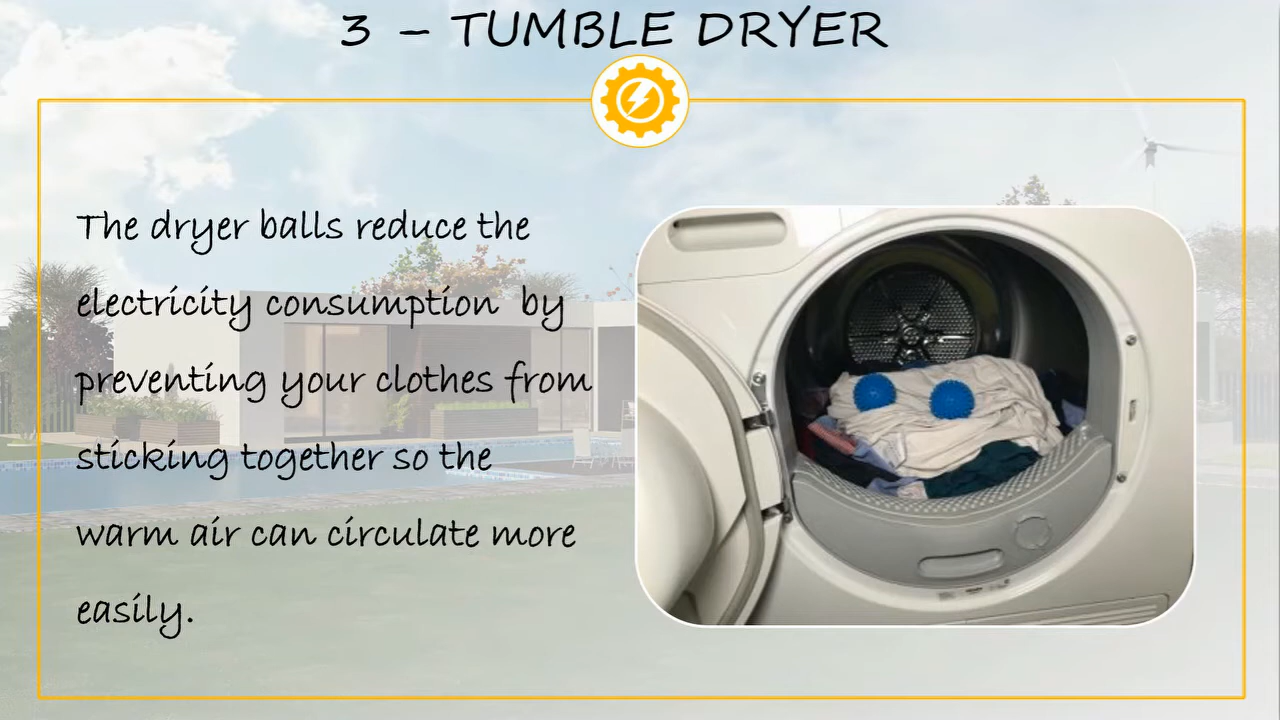 3 – TUMBLE DRYER
The dryer balls reduce the
electricity consumption by
preventing your clothes from
sticking together so the
warm air can circulate more
easily.